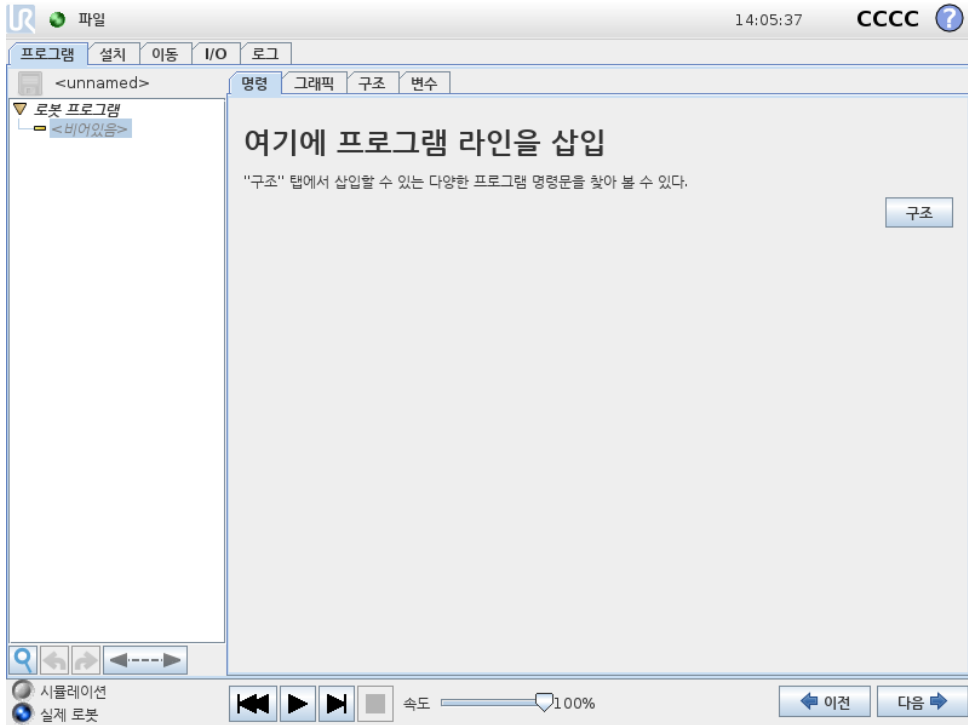 UR 파일 14:05:37 CCCC ?
프로그램 설치 이동 I/O 로그
<unnamed> 명령 그래픽 구조 변수
로봇 프로그램
<비어있음>
여기에 프로그램 라인을 삽입
"구조" 탭에서 삽입할 수 있는 다양한 프로그램 명령문을 찾아 볼 수 있다.
구조
시뮬레이션
실제 로봇
속도 100% 이전 다음